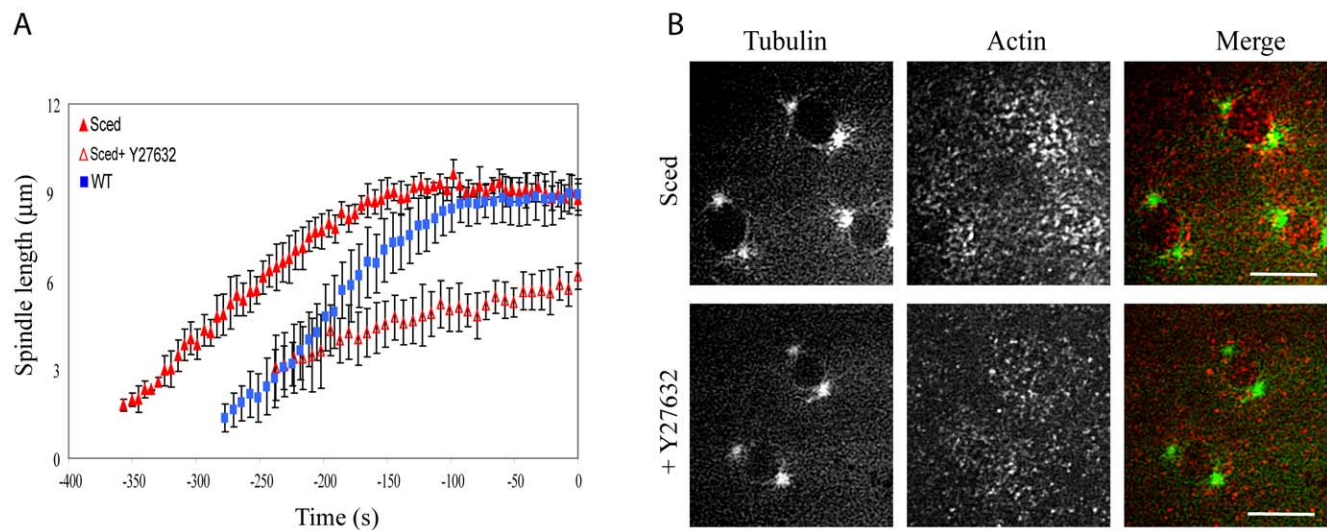 A
Spindle length (μm)
12
9
6
3
0
Sced
Sced+ Y27632
WT
-400 -350 -300 -250 -200 -150 -100 -50 0
Time (s)
B
Tubulin Actin Merge
Sced
+ Y27632